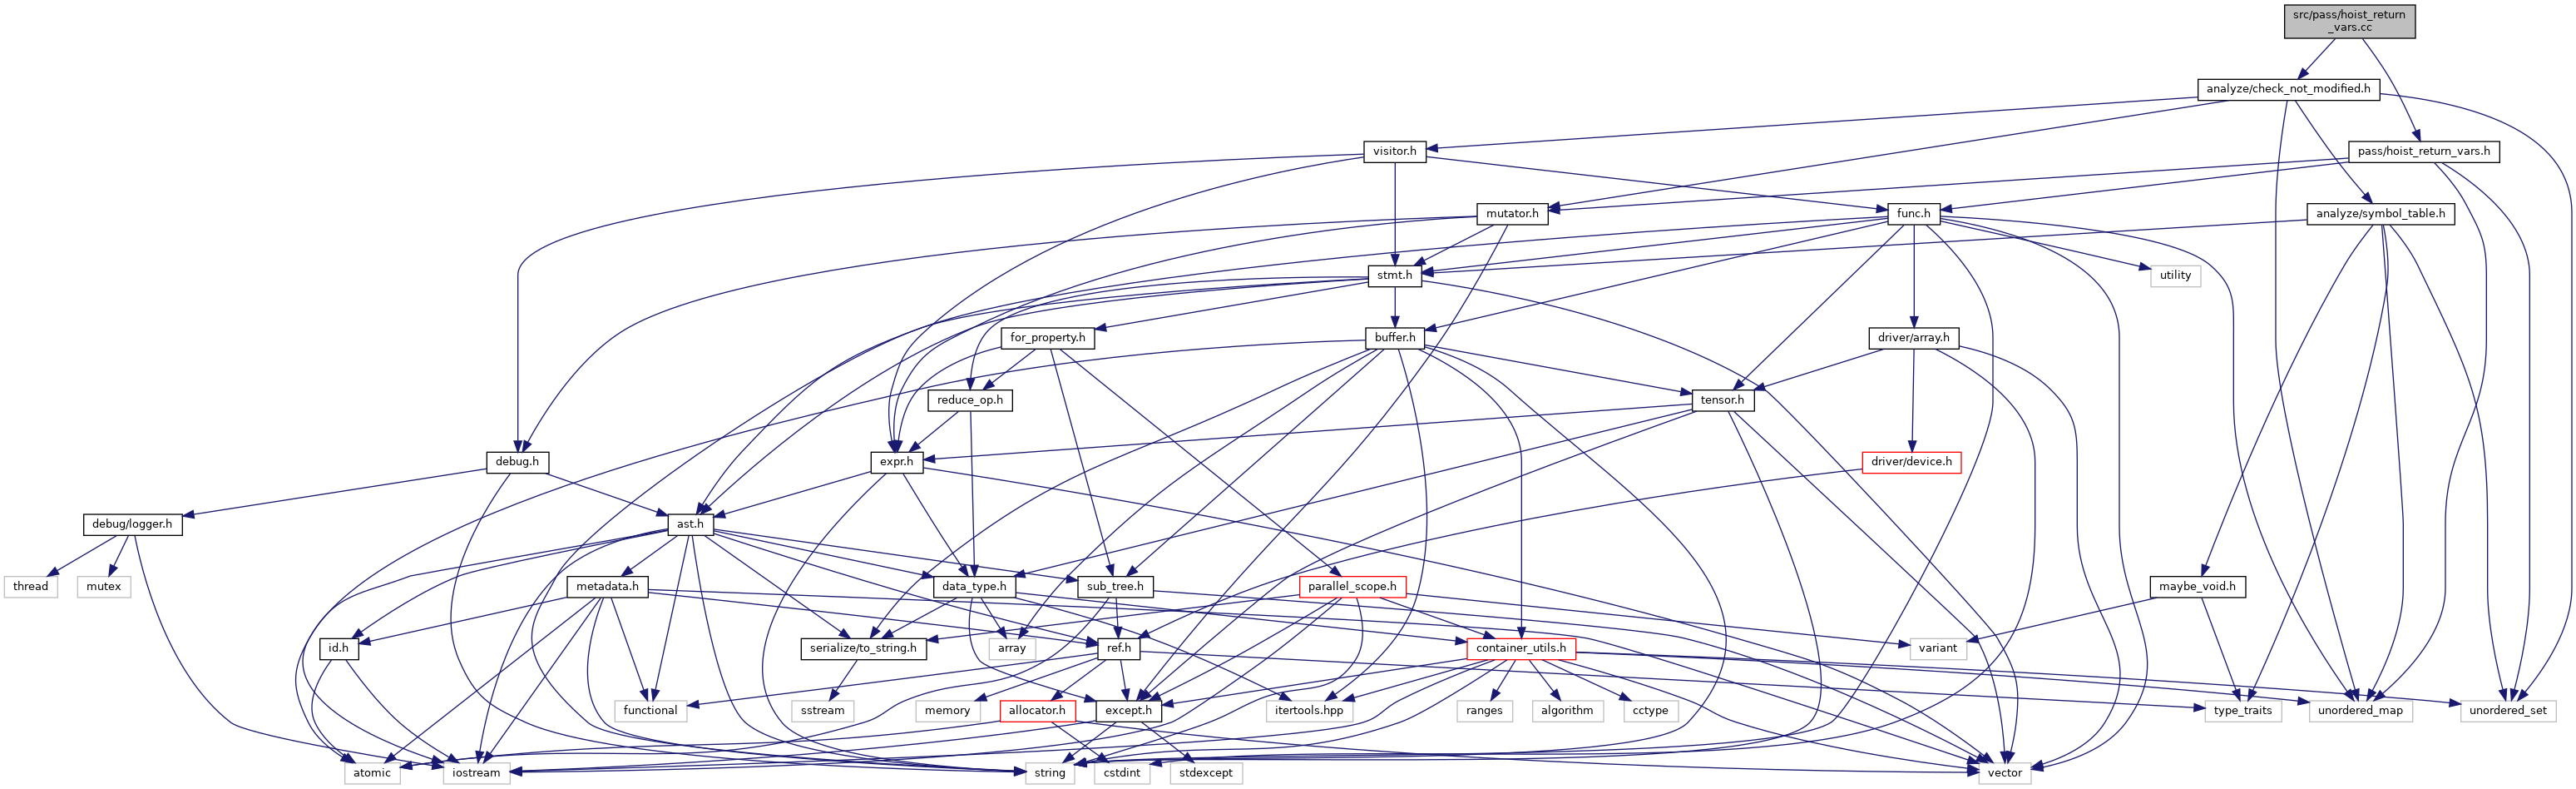 src/pass/hoist_return
_vars.cc
analyze/check_not_modified.h
visitor.h
pass/hoist_return_vars.h
mutator.h
func.h
analyze/symbol_table.h
stmt.h
utility
for_property.h
buffer.h
driver/array.h
reduce_op.h
tensor.h
debug.h
expr.h
driver/device.h
debug/logger.h
ast.h
thread
mutex
metadata.h
data_type.h
sub_tree.h
parallel_scope.h
maybe_void.h
id.h
serialize/to_string.h
array
ref.h
container_utils.h
variant
functional
sstream
memory
allocator.h
except.h
itertools.hpp
ranges
algorithm
cctype
type_traits
unordered_map
unordered_set
atomic
iostream
string
cstdint
stdexcept
vector